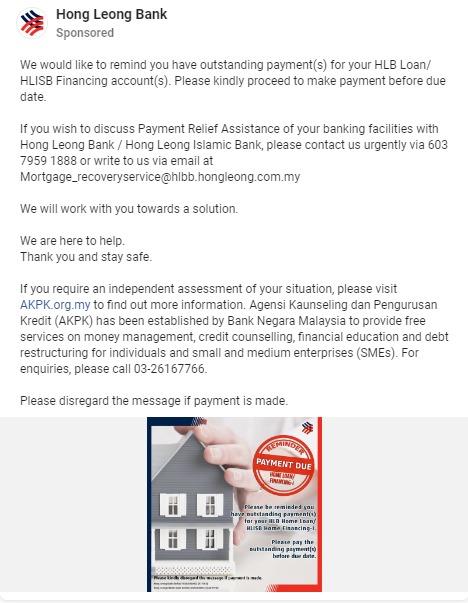 Hong Leong Bank
Sponsored
We would like to remind you have outstanding payment(s) for your HLB Loan/
HLISB Financing account(s). Please kindly proceed to make payment before due
date.
If you wish to discuss Payment Relief Assistance of your banking facilities with
Hong Leong Bank / Hong Leong Islamic Bank, please contact us urgently via 603
7959 1888 or write to us via email at
Mortgage_recoveryservice@hlbb.hongleong.com.my
We will work with you towards a solution.
We are here to help.
Thank you and stay safe.
If you require an independent assessment of your situation, please visit
AKPK.org.my to find out more information. Agensi Kaunseling dan Pengurusan
Kredit (AKPK) has been established by Bank Negara Malaysia to provide free
services on money management, credit counselling, financial education and debt
restructuring for individuals and small and medium enterprises (SMEs). For
enquiries, please call 03-26167766.
Please disregard the message if payment is made.
REMINDER
PAYMENT DUE
HOME LOAN/
FINANCING-i
Please be reminded you
have outstanding payment(s)
for your HLB Home Loan/
HLISB Home Financing-i.
Please pay the
outstanding payment(s)
before due date.
Please kindly disregard the message if payment is made.